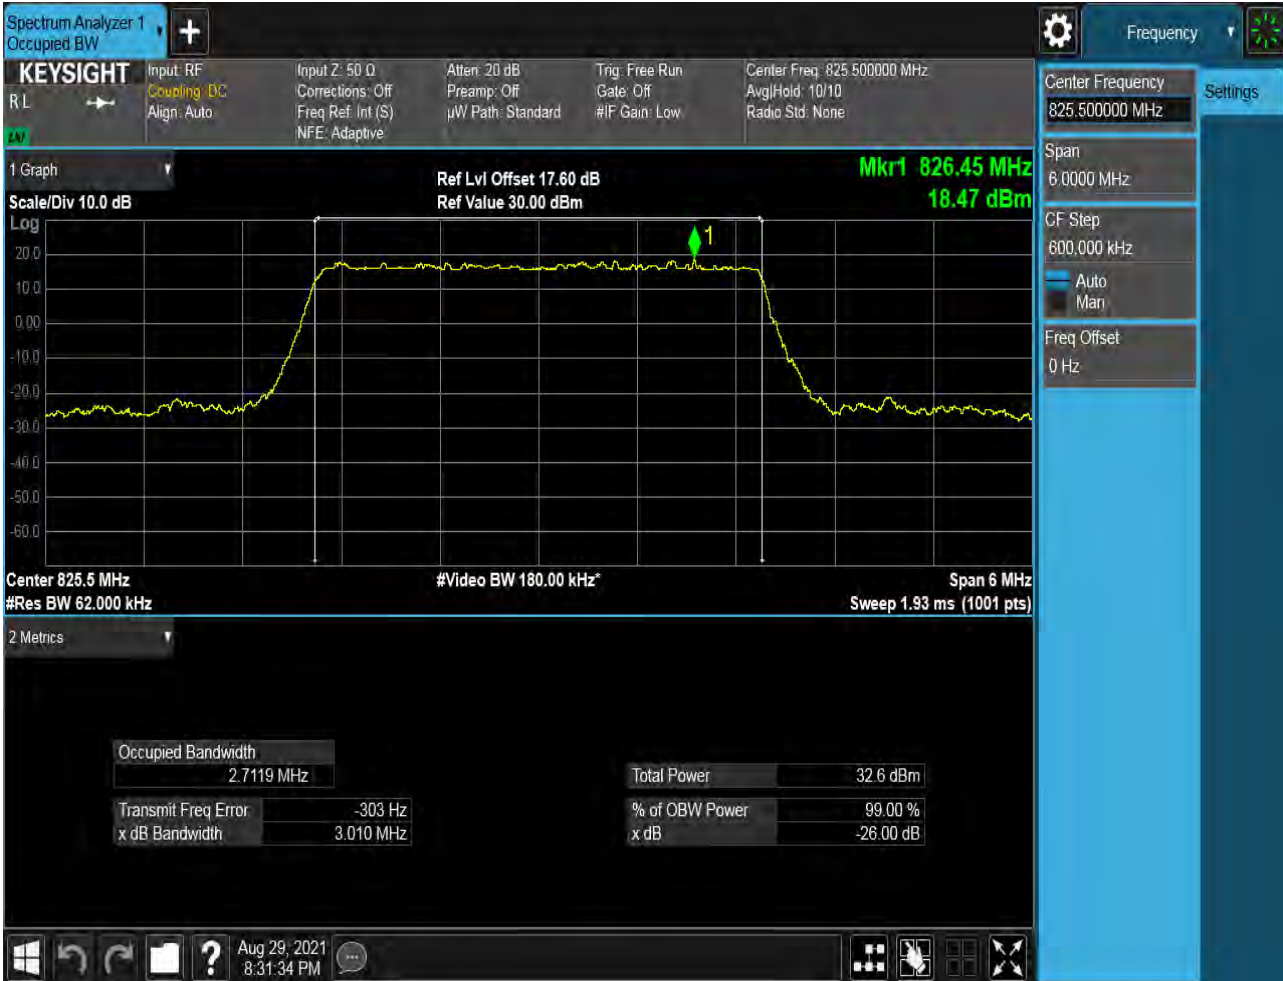 Spectrum Analyzer 1
Occupied BW
Frequency
KEYSIGHT
R L
Input: RF
Coupling: DC
Align: Auto
Input Z: 50 Ω
Corrections: Off
Freq Ref: Int (S)
NFE: Adaptive
Atten: 20 dB
Preamp: Off
µW Path: Standard
Trig: Free Run
Gate: Off
#IF Gain: Low
Center Freq: 825.500000 MHz
Avg|Hold: 10/10
Radio Std: None
Center Frequency
825.500000 MHz
Settings
Span
6.0000 MHz
CF Step
600.000 kHz
Auto
Man
Freq Offset
0 Hz
1 Graph
Scale/Div 10.0 dB
Ref Lvl Offset 17.60 dB
Ref Value 30.00 dBm
Mkr1 826.45 MHz
18.47 dBm
Log
1
20.0
10.0
0.00
-10.0
-20.0
-30.0
-40.0
-50.0
-60.0
Center 825.5 MHz
#Video BW 180.00 kHz*
Span 6 MHz
#Res BW 62.000 kHz
Sweep 1.93 ms (1001 pts)
2 Metrics
Occupied Bandwidth
2.7119 MHz
Total Power 32.6 dBm
Transmit Freq Error -303 Hz
% of OBW Power 99.00 %
x dB Bandwidth 3.010 MHz
x dB -26.00 dB
Aug 29, 2021
8:31:34 PM